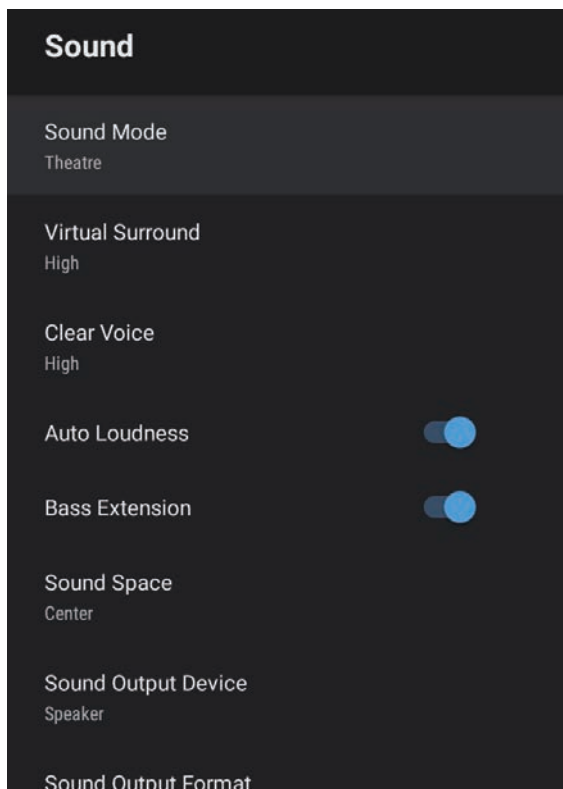 Sound
Sound Mode
Theatre
Virtual Surround
High
Clear Voice
High
Auto Loudness
Bass Extension
Sound Space
Center
Sound Output Device
Speaker
Sound Output Format